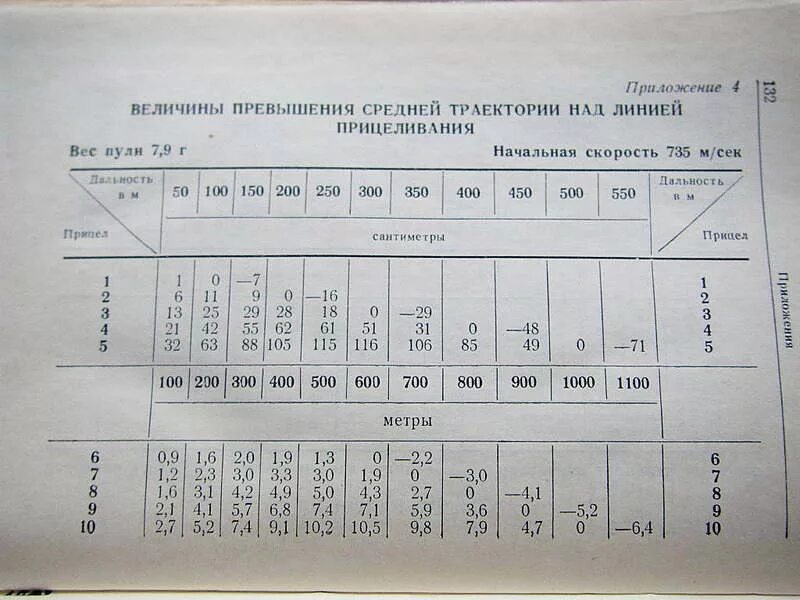 Приложение 4
132
ВЕЛИЧИНЫ ПРЕВЫШЕНИЯ СРЕДНЕЙ ТРАЕКТОРИИ НАД ЛИНИЕЙ
ПРИЦЕЛИВАНИЯ
Вес пули 7,9 г Начальная скорость 735 м/сек
Дальность в м 50 100 150 200 250 300 350 400 450 500 550 Дальность в м
Прицел сантиметры Прицел
1 1 0 —7 1
2 6 11 9 0 —16 2
3 13 25 29 28 18 0 —29 3
4 21 42 55 62 61 51 31 0 —48 4
5 32 63 88 105 115 116 106 85 49 0 —71 5
100 200 300 400 500 600 700 800 900 1000 1100
метры
6 0,9 1,6 2,0 1,9 1,3 0 —2,2 6
7 1,2 2,3 3,0 3,3 3,0 1,9 0 —3,0 7
8 1,6 3,1 4,2 4,9 5,0 4,3 2,7 0 —4,1 8
9 2,1 4,1 5,7 6,8 7,4 7,1 5,9 3,6 0 —5,2 9
10 2,7 5,2 7,4 9,1 10,2 10,5 9,8 7,9 4,7 0 —6,4 10
Приложения